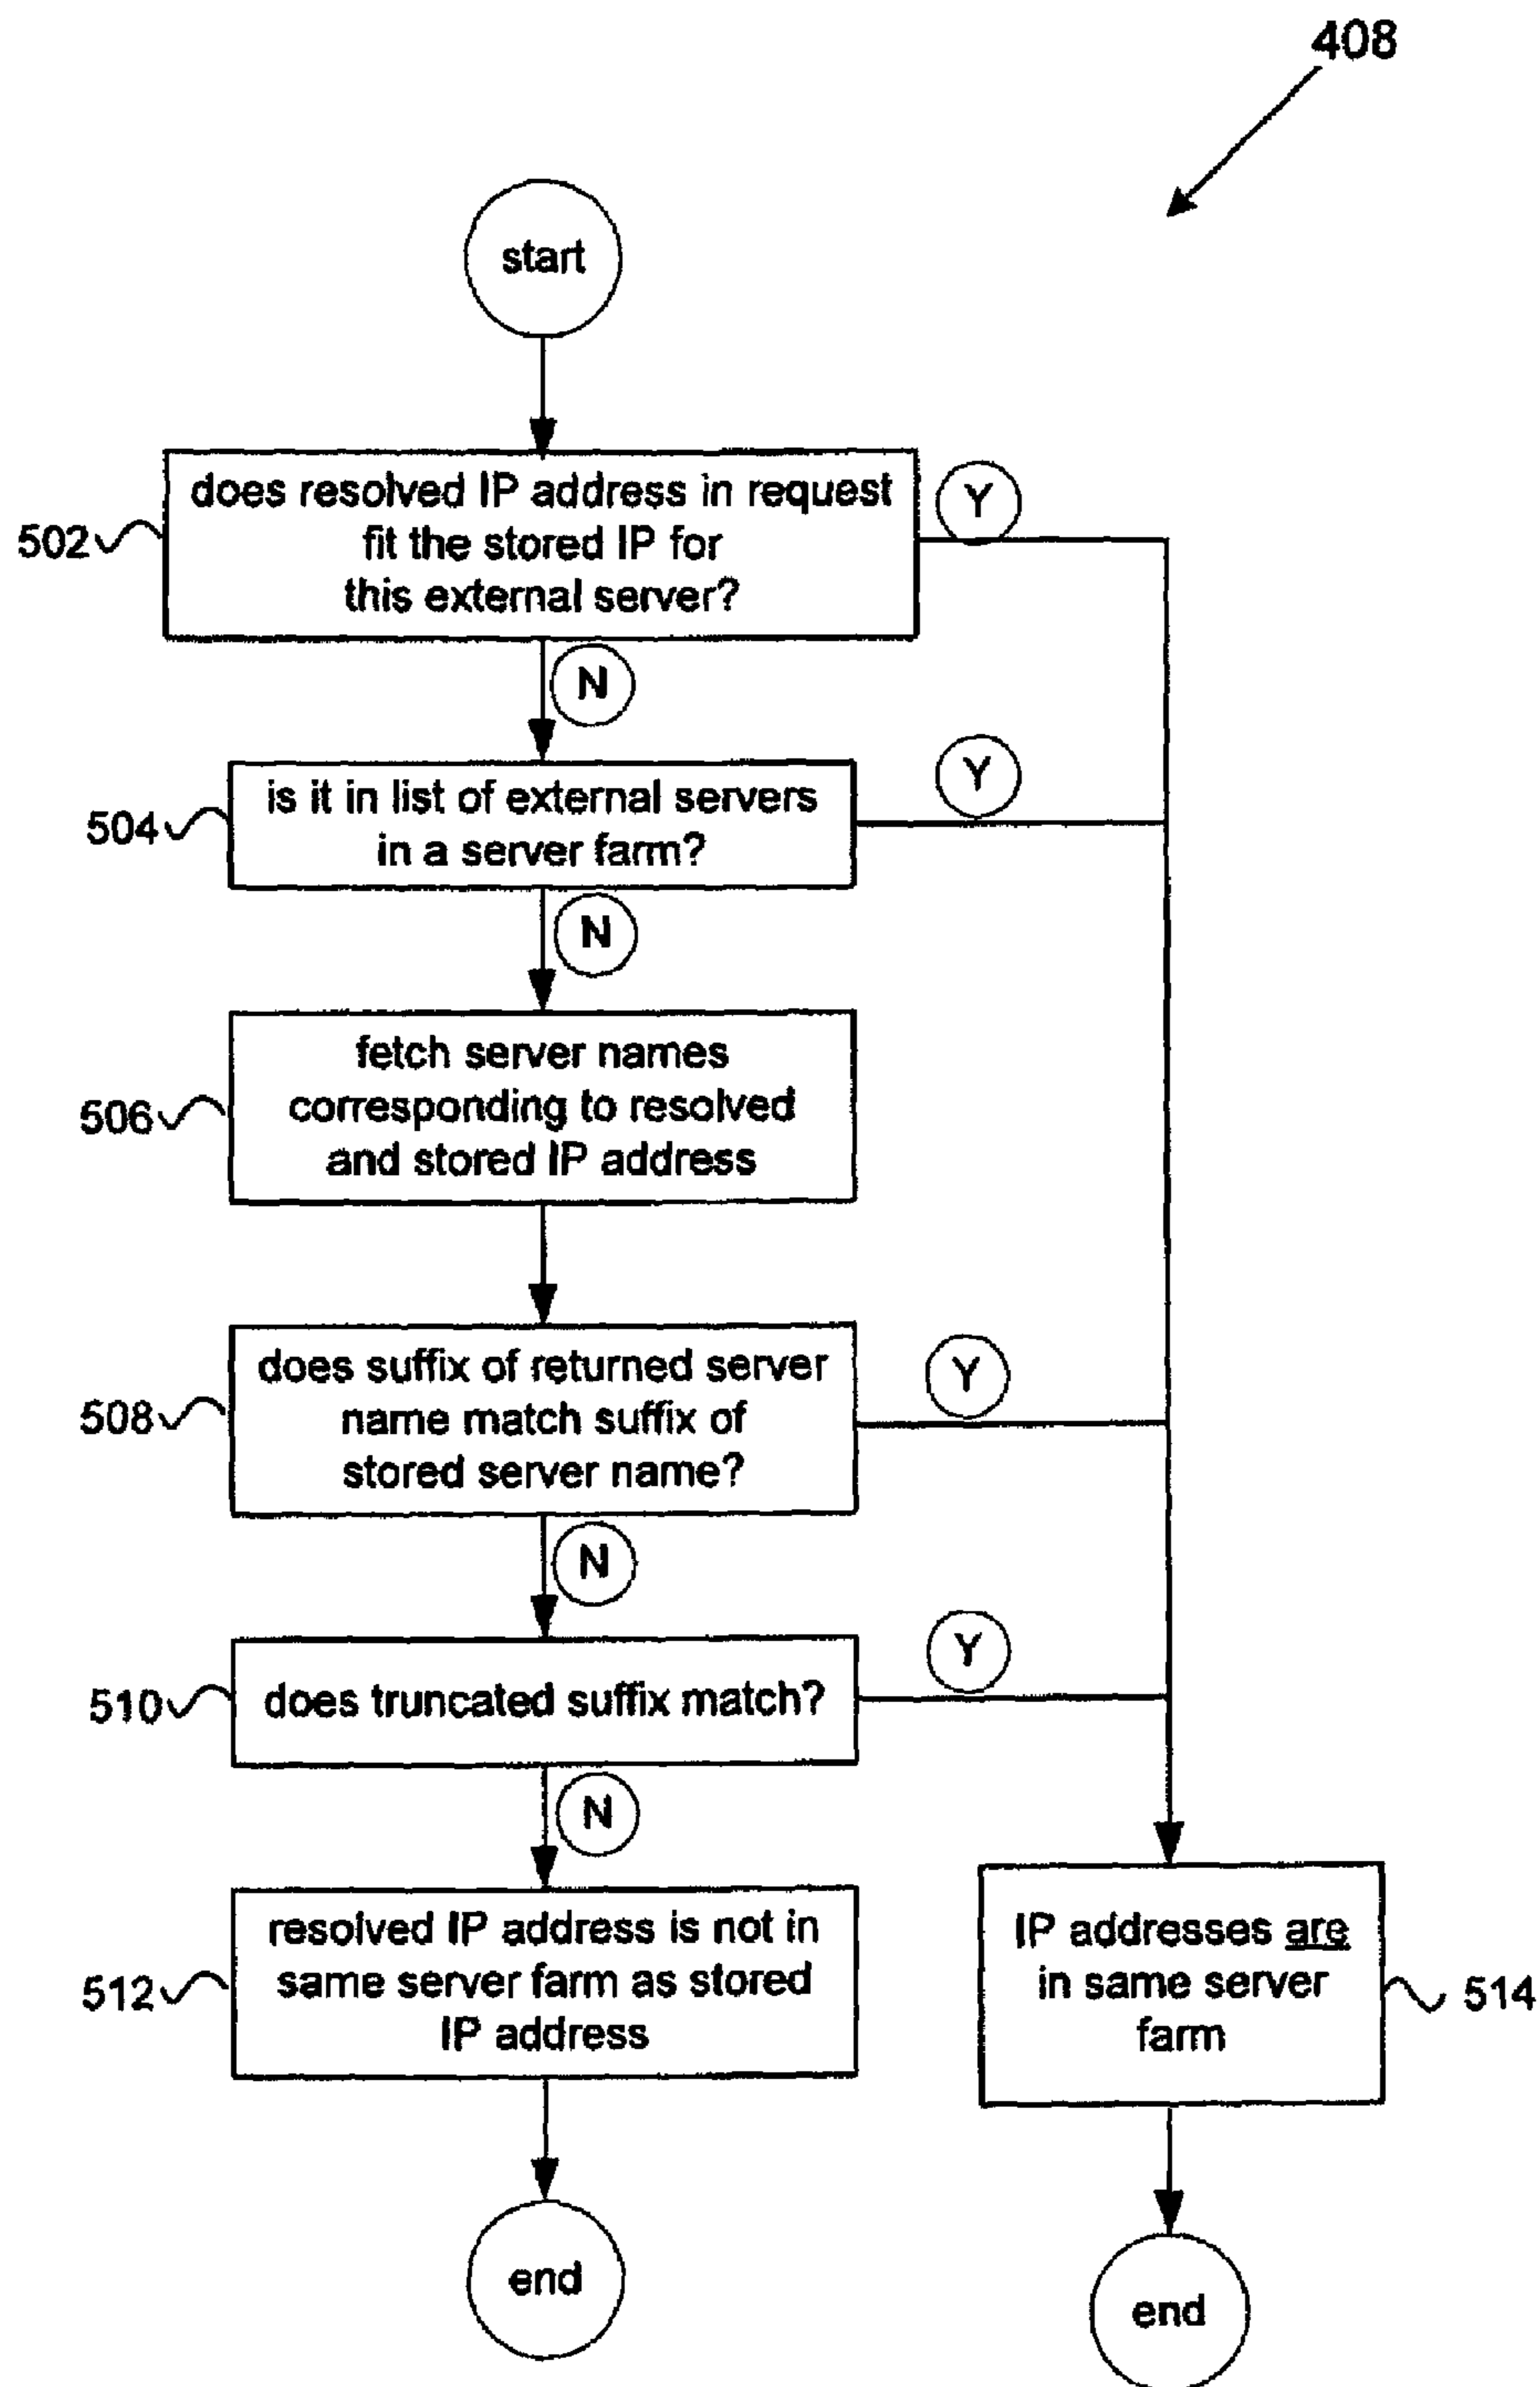 408
start
does resolved IP address in request
fit the stored IP for
this external server?
Y
502
N
is it in list of external servers
in a server farm?
Y
504
N
fetch server names
corresponding to resolved
and stored IP address
506
does suffix of returned server
name match suffix of
stored server name?
Y
508
N
does truncated suffix match?
Y
510
N
resolved IP address is not in
same server farm as stored
IP address
512
IP addresses are
in same server
farm
514
end
end